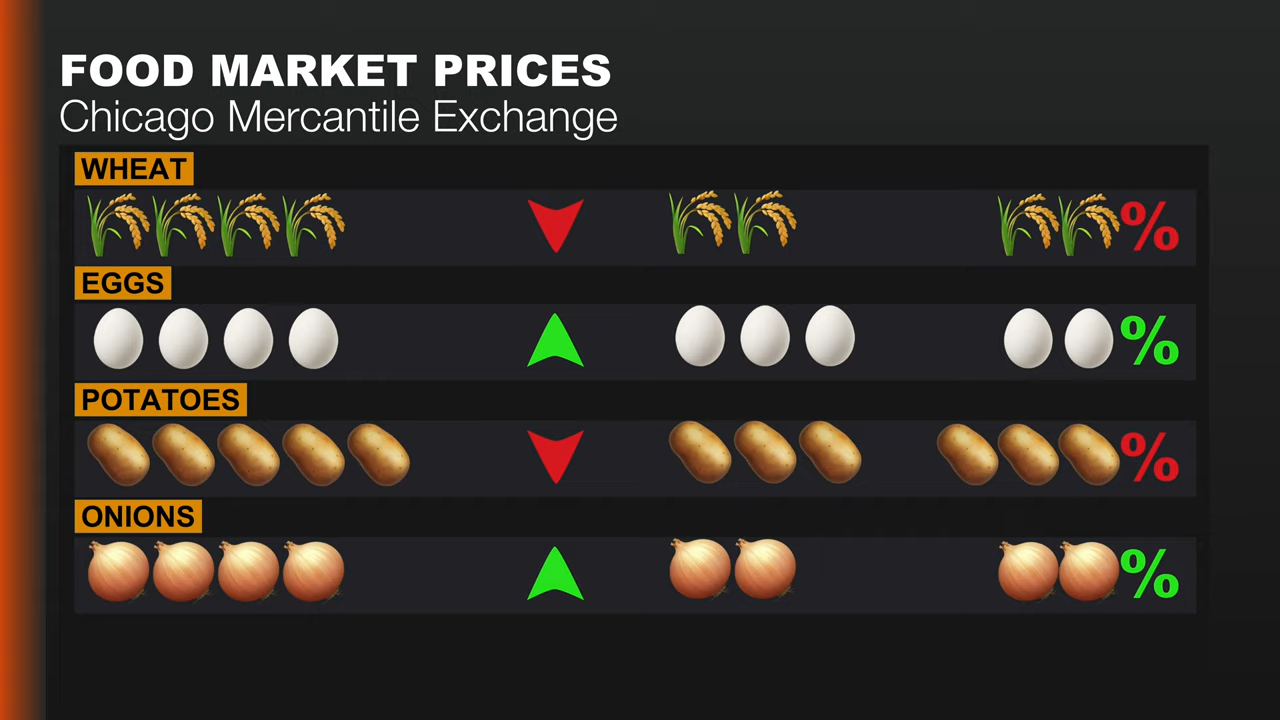 FOOD MARKET PRICES
Chicago Mercantile Exchange
WHEAT
%
EGGS
%
POTATOES
%
ONIONS
%